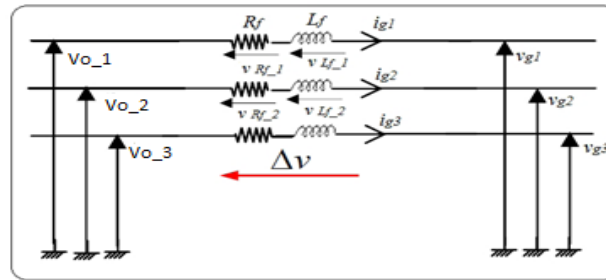 Rf Lf ig1
Vo_1 v Rf_1 v Lf_1 vg1
ig2
Vo_2 v Rf_2 v Lf_2 vg2
Vo_3 ig3 vg3
Δv